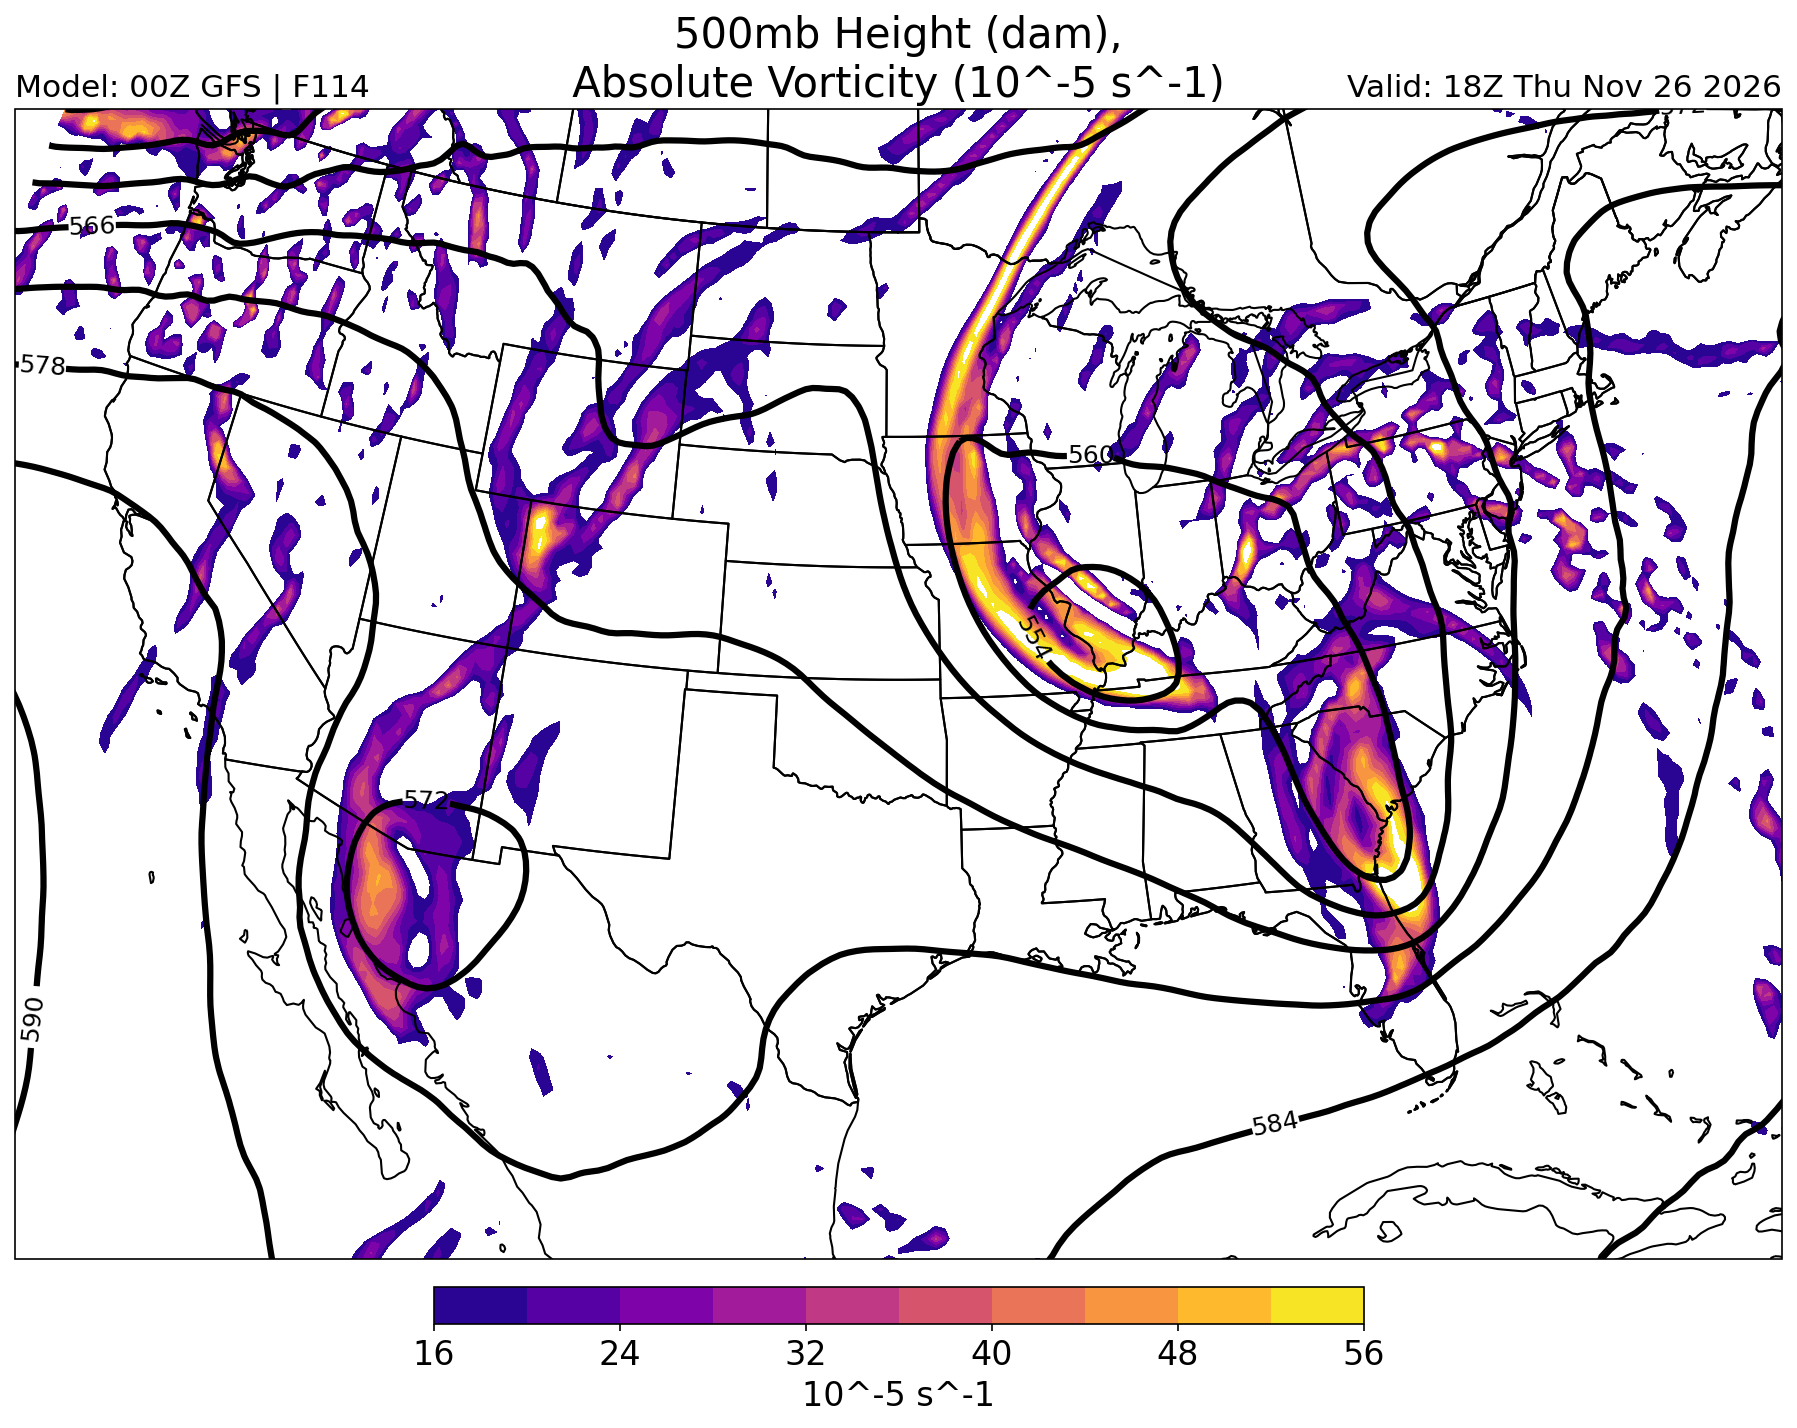 500mb Height (dam),
Absolute Vorticity (10^-5 s^-1)
Model: 00Z GFS | F114
Valid: 18Z Thu Nov 26 2026
566
578
560
554
572
590
584
16 24 32 40 48 56
10^-5 s^-1